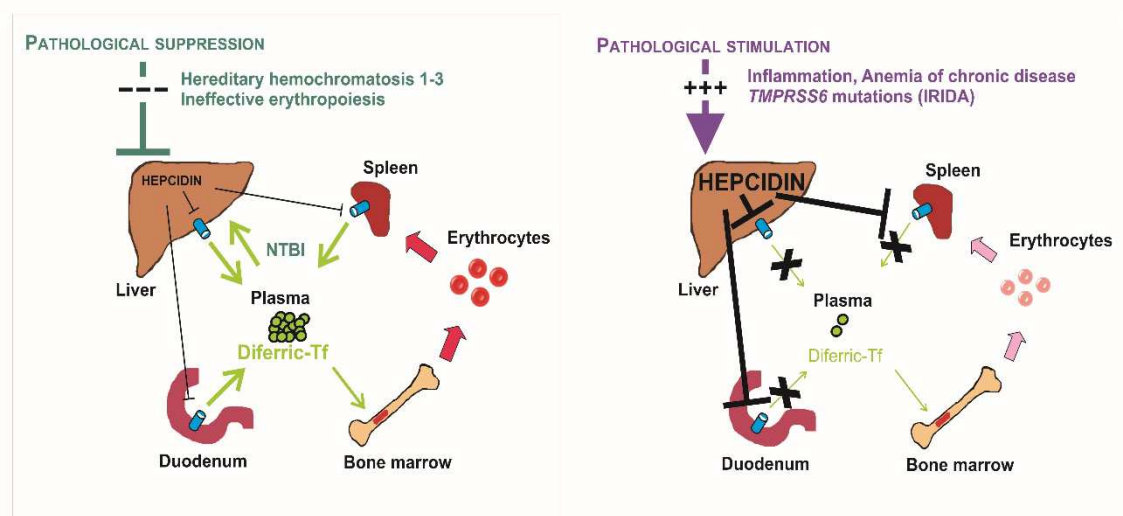 PATHOLOGICAL SUPPRESSION
---
Hereditary hemochromatosis 1-3
Ineffective erythropoiesis
HEPCIDIN
Spleen
NTBI
Erythrocytes
Liver
Plasma
Diferric-Tf
Duodenum
Bone marrow
PATHOLOGICAL STIMULATION
+++
Inflammation, Anemia of chronic disease
TMPRSS6 mutations (IRIDA)
HEPCIDIN
Spleen
Erythrocytes
Liver
Plasma
Diferric-Tf
Duodenum
Bone marrow